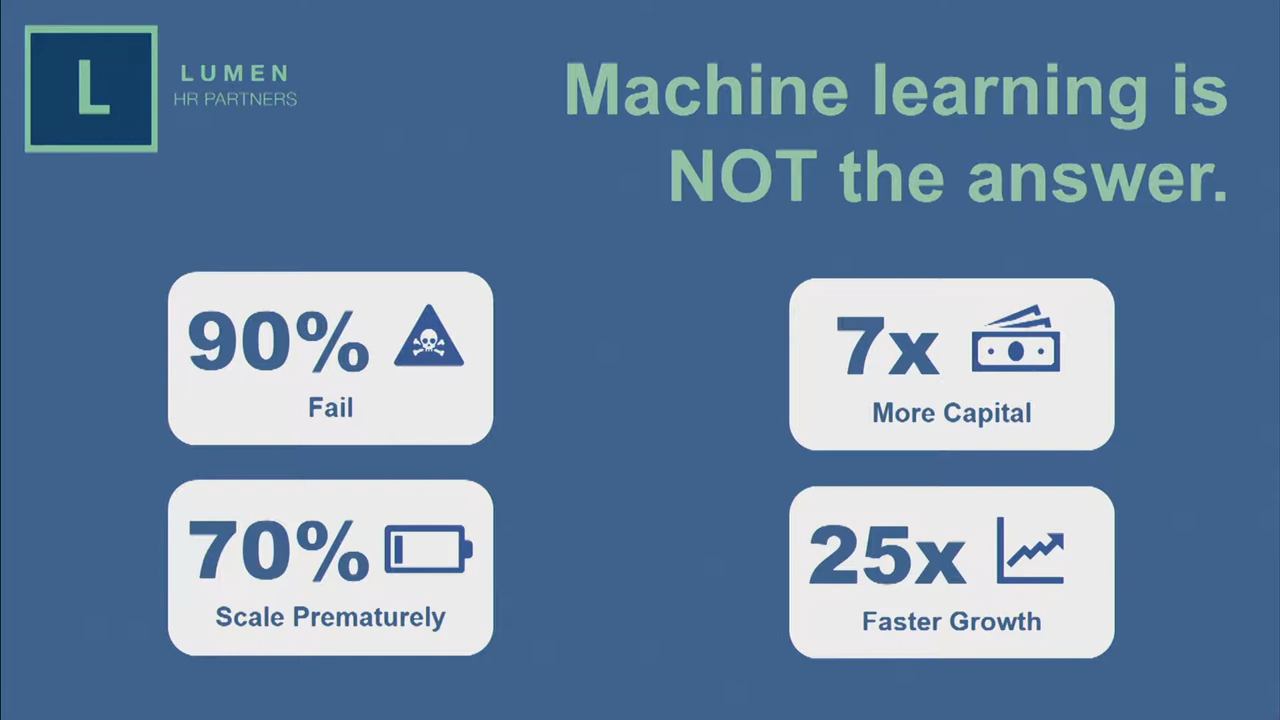 L
LUMEN
HR PARTNERS
Machine learning is
NOT the answer.
90%
Fail
70%
Scale Prematurely
7x
More Capital
25x
Faster Growth